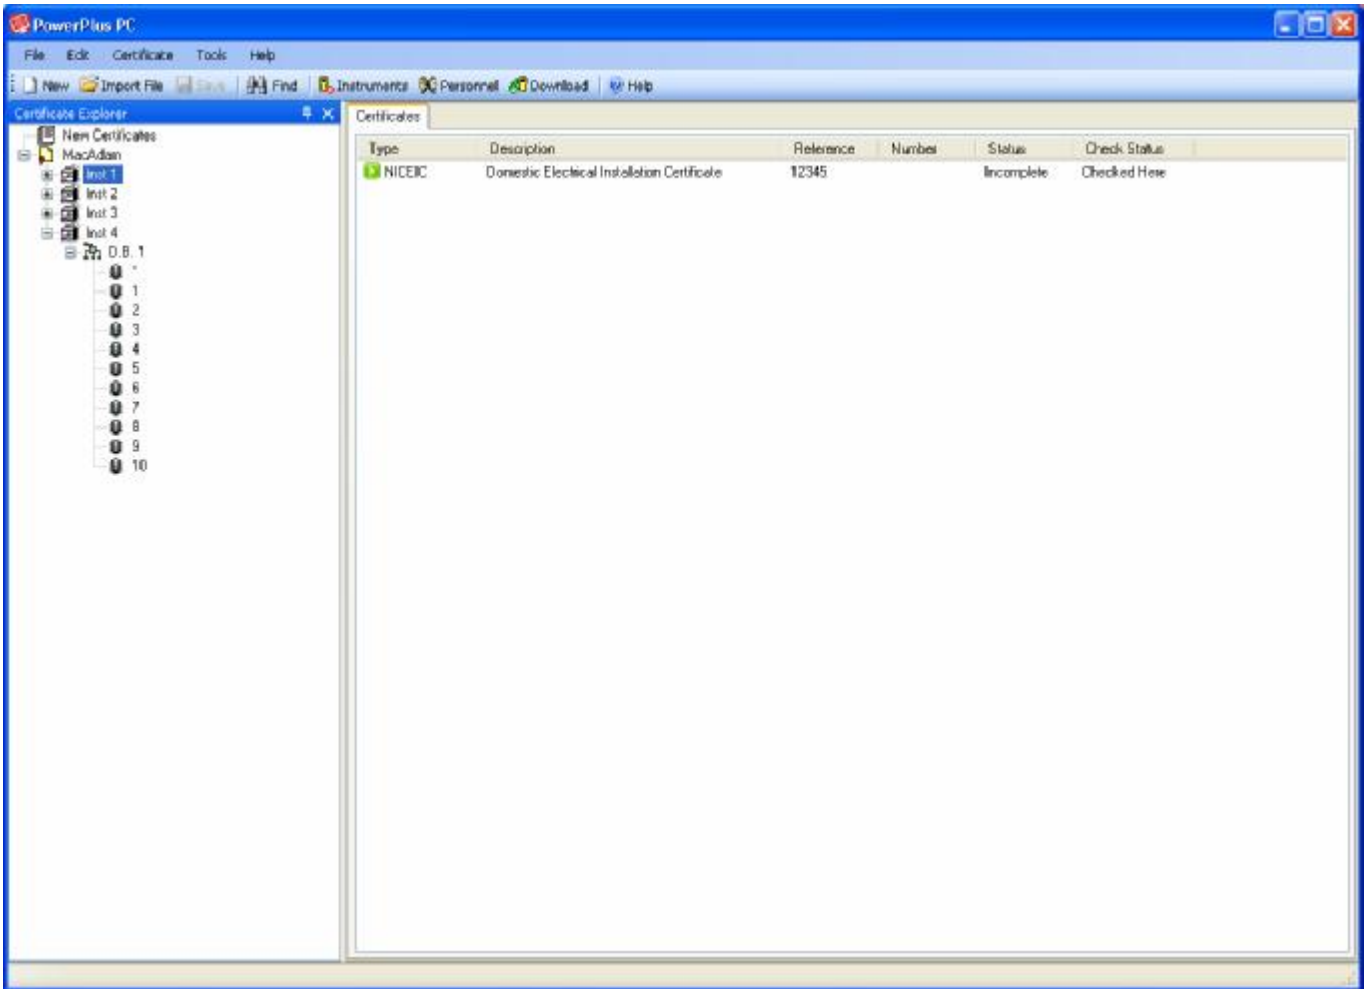 PowerPlus PC
File Edit Certificate Tools Help
New Import File Save Find Instruments Personnel Download Help
Certificate Explorer
Certificates
New Certificates
MacAdam
Inst 1
Inst 2
Inst 3
Inst 4
D.B. 1
*
1
2
3
4
5
6
7
8
9
10
Type Description Reference Number Status Check Status
NICEIC Domestic Electrical Installation Certificate 12345 Incomplete Checked Here